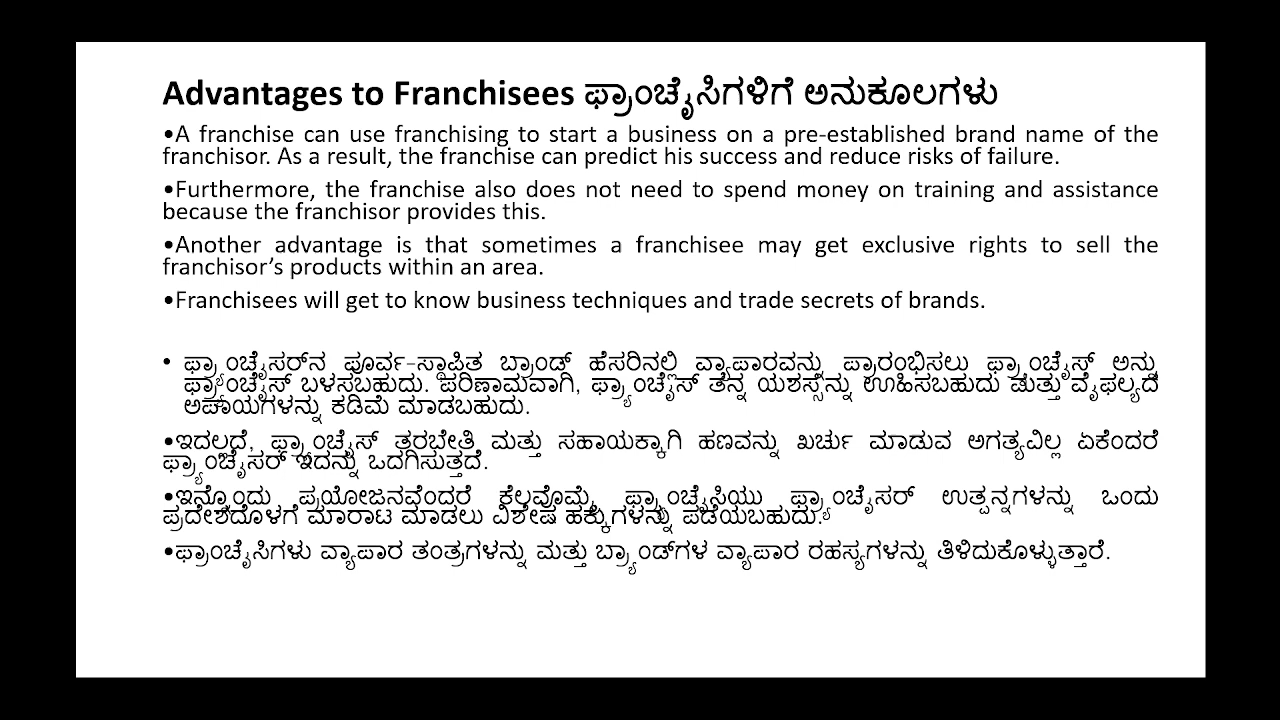 Advantages to Franchisees ಫ್ರಾಂಚೈಸಿಗಳಿಗೆ ಅನುಕೂಲಗಳು
•A franchise can use franchising to start a business on a pre-established brand name of the
franchisor. As a result, the franchise can predict his success and reduce risks of failure.
•Furthermore, the franchise also does not need to spend money on training and assistance
because the franchisor provides this.
•Another advantage is that sometimes a franchisee may get exclusive rights to sell the
franchisor’s products within an area.
•Franchisees will get to know business techniques and trade secrets of brands.
• ಫ್ರ್ಯಾಂಚೈಸರ್‌ನ ಪೂರ್ವ-ಸ್ಥಾಪಿತ ಬ್ರಾಂಡ್ ಹೆಸರಿನಲ್ಲಿ ವ್ಯಾಪಾರವನ್ನು ಪ್ರಾರಂಭಿಸಲು ಫ್ರ್ಯಾಂಚೈಸ್ ಅನ್ನು
ಫ್ರ್ಯಾಂಚೈಸ್ ಬಳಸಬಹುದು. ಪರಿಣಾಮವಾಗಿ, ಫ್ರ್ಯಾಂಚೈಸ್ ತನ್ನ ಯಶಸ್ಸನ್ನು ಊಹಿಸಬಹುದು ಮತ್ತು ವೈಫಲ್ಯದ
ಅಪಾಯಗಳನ್ನು ಕಡಿಮೆ ಮಾಡಬಹುದು.
•ಇದಲ್ಲದೆ, ಫ್ರ್ಯಾಂಚೈಸ್ ತರಬೇತಿ ಮತ್ತು ಸಹಾಯಕ್ಕಾಗಿ ಹಣವನ್ನು ಖರ್ಚು ಮಾಡುವ ಅಗತ್ಯವಿಲ್ಲ ಏಕೆಂದರೆ
ಫ್ರ್ಯಾಂಚೈಸರ್ ಇದನ್ನು ಒದಗಿಸುತ್ತದೆ.
•ಇನ್ನೊಂದು ಪ್ರಯೋಜನವೆಂದರೆ ಕೆಲವೊಮ್ಮೆ ಫ್ರ್ಯಾಂಚೈಸಿಯು ಫ್ರ್ಯಾಂಚೈಸರ್ ಉತ್ಪನ್ನಗಳನ್ನು ಒಂದು
ಪ್ರದೇಶದೊಳಗೆ ಮಾರಾಟ ಮಾಡಲು ವಿಶೇಷ ಹಕ್ಕುಗಳನ್ನು ಪಡೆಯಬಹುದು.
•ಫ್ರಾಂಚೈಸಿಗಳು ವ್ಯಾಪಾರ ತಂತ್ರಗಳನ್ನು ಮತ್ತು ಬ್ರ್ಯಾಂಡ್‌ಗಳ ವ್ಯಾಪಾರ ರಹಸ್ಯಗಳನ್ನು ತಿಳಿದುಕೊಳ್ಳುತ್ತಾರೆ.